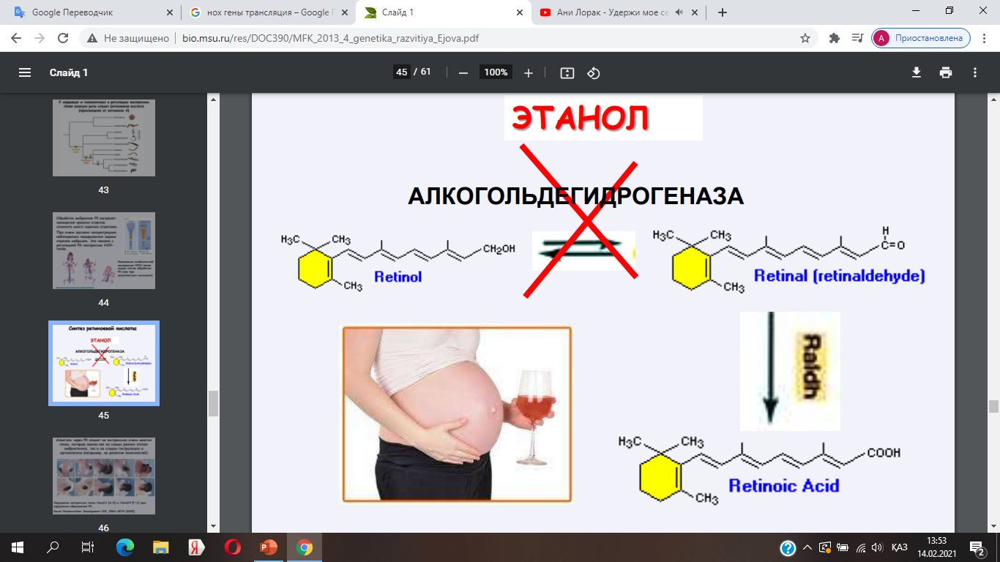 Google Переводчик
нох гены трансляция – Google П
Слайд 1
Ани Лорак - Удержи мое се
Не защищено
bio.msu.ru/res/DOC390/MFK_2013_4_genetika_razvitiya_Ejova.pdf
A
Приостановлена
Слайд 1
45 / 61
100%
43
44
Синтез ретиноевой кислоты:
ЭТАНОЛ
АЛКОГОЛЬДЕГИДРОГЕНАЗА
45
46
ЭТАНОЛ
АЛКОГОЛЬДЕГИДРОГЕНАЗА
H₃C
CH₃
CH₂OH
CH₃
Retinol
H₃C
CH₃
H
C=O
CH₃
Retinal (retinaldehyde)
Raldh
H₃C
CH₃
COOH
CH₃
Retinoic Acid
ҚАЗ
13:53
14.02.2021
2